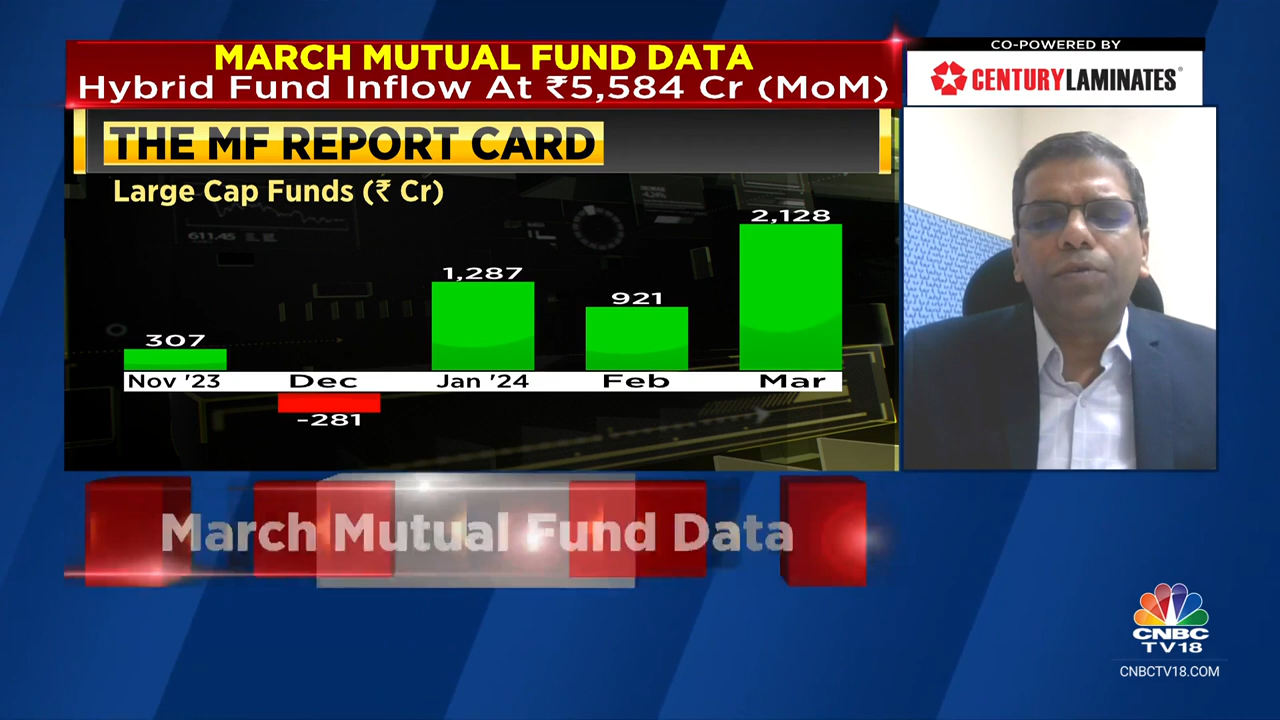 MARCH MUTUAL FUND DATA
Hybrid Fund Inflow At ₹5,584 Cr (MoM)
THE MF REPORT CARD
Large Cap Funds (₹ Cr)
611.45
2,128
1,287
921
307
Nov '23 Dec Jan '24 Feb Mar
-281
March Mutual Fund Data
CO-POWERED BY
CENTURYLAMINATES®
CNBC
TV18
CNBCTV18.COM